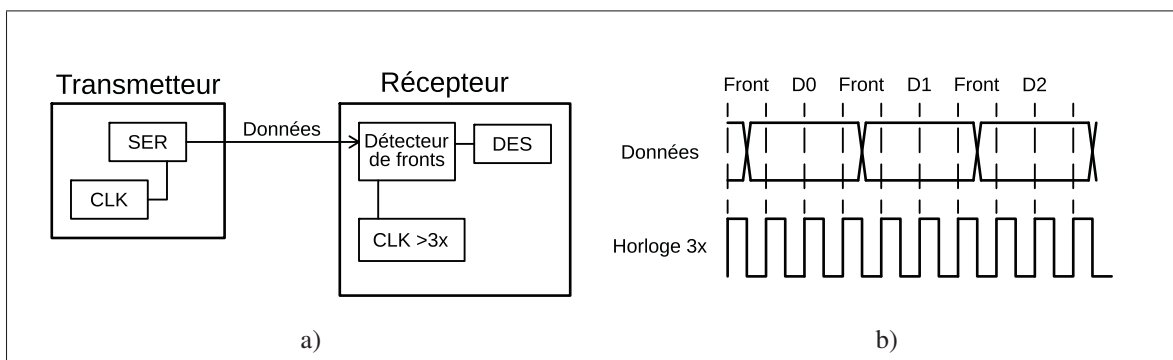 Transmetteur
SER
CLK
Données
Récepteur
Détecteur
de fronts
DES
CLK >3x
a)
Front D0 Front D1 Front D2
Données
Horloge 3x
b)